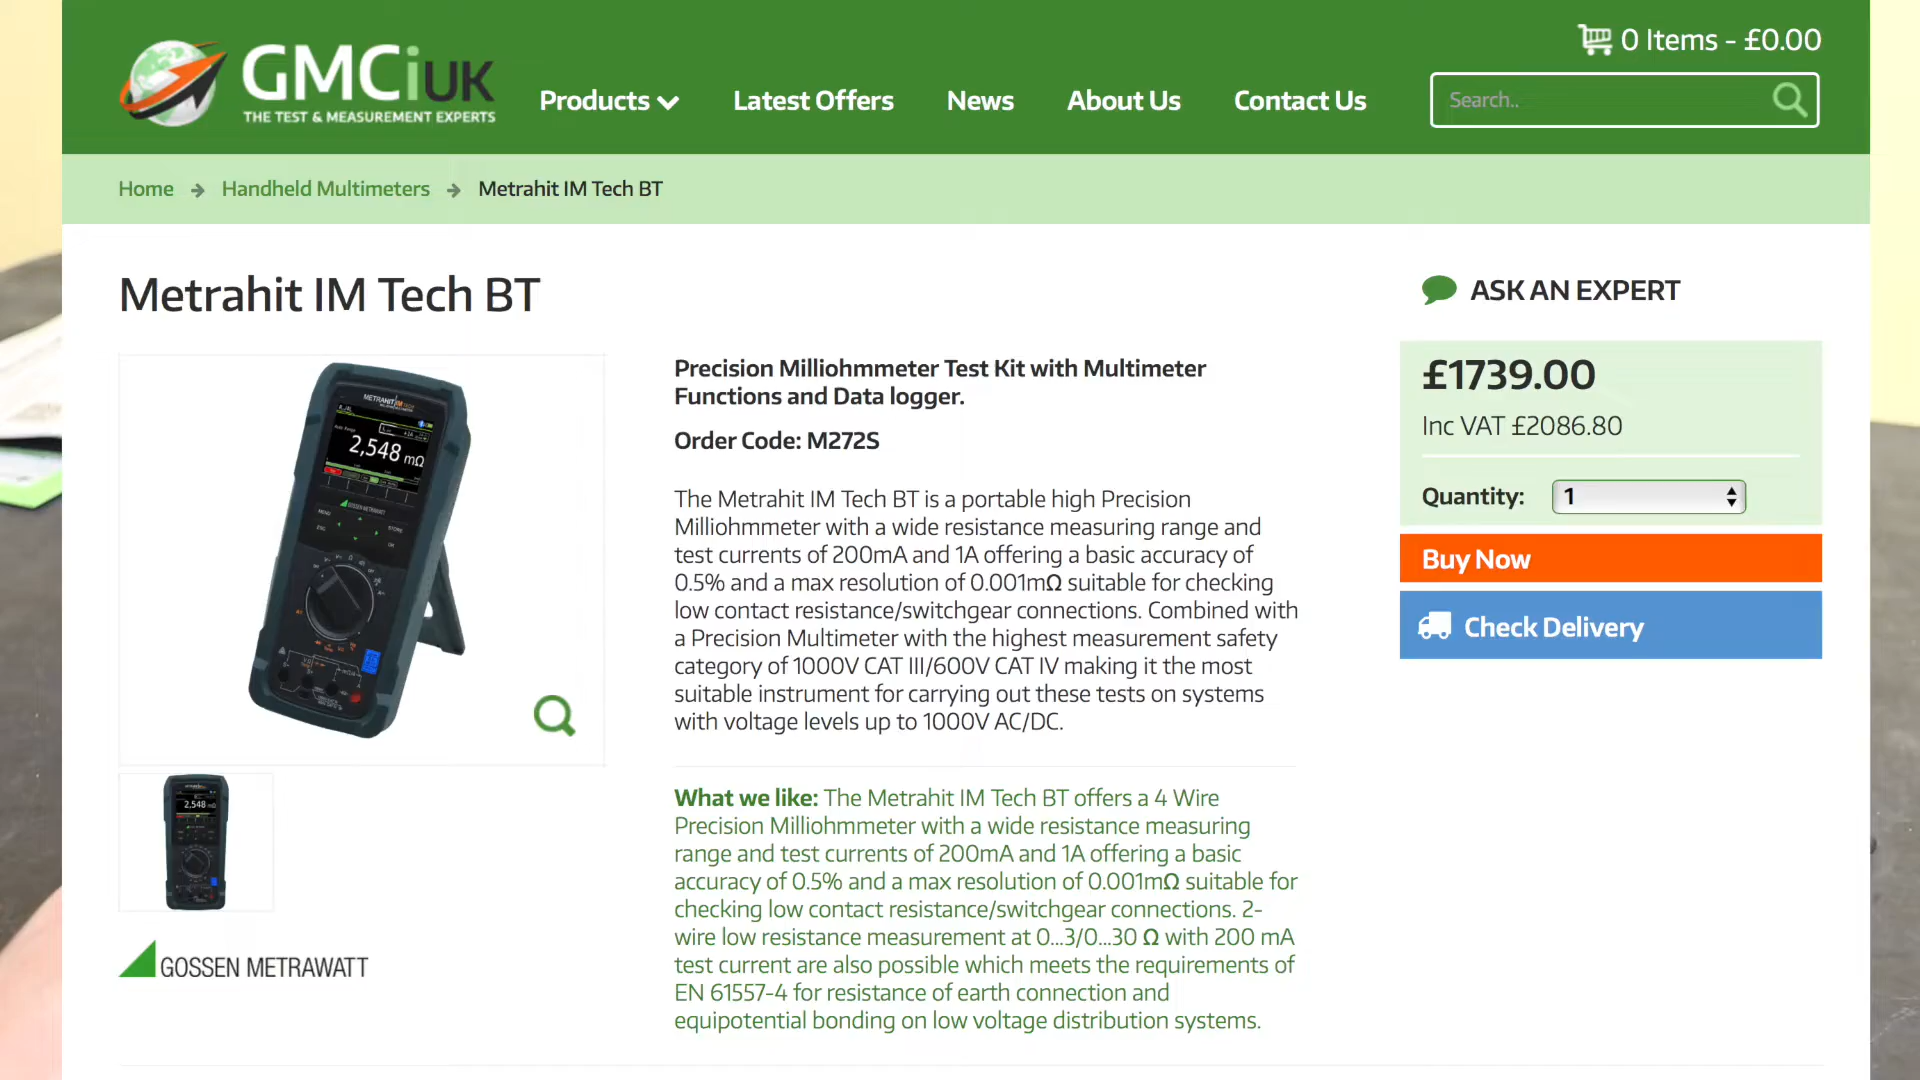 0 Items - £0.00
GMCiUK
THE TEST & MEASUREMENT EXPERTS
Products
Latest Offers
News
About Us
Contact Us
Search..
Home
Handheld Multimeters
Metrahit IM Tech BT
Metrahit IM Tech BT
METRAHIT IM TECH
2,548 mΩ
GOSSEN METRAWATT
2,548 mΩ
GOSSEN METRAWATT
Precision Milliohmmeter Test Kit with Multimeter
Functions and Data logger.
Order Code: M272S
The Metrahit IM Tech BT is a portable high Precision
Milliohmmeter with a wide resistance measuring range and
test currents of 200mA and 1A offering a basic accuracy of
0.5% and a max resolution of 0.001mΩ suitable for checking
low contact resistance/switchgear connections. Combined with
a Precision Multimeter with the highest measurement safety
category of 1000V CAT III/600V CAT IV making it the most
suitable instrument for carrying out these tests on systems
with voltage levels up to 1000V AC/DC.
What we like: The Metrahit IM Tech BT offers a 4 Wire
Precision Milliohmmeter with a wide resistance measuring
range and test currents of 200mA and 1A offering a basic
accuracy of 0.5% and a max resolution of 0.001mΩ suitable for
checking low contact resistance/switchgear connections. 2-
wire low resistance measurement at 0...3/0...30 Ω with 200 mA
test current are also possible which meets the requirements of
EN 61557-4 for resistance of earth connection and
equipotential bonding on low voltage distribution systems.
ASK AN EXPERT
£1739.00
Inc VAT £2086.80
Quantity: 1
Buy Now
Check Delivery